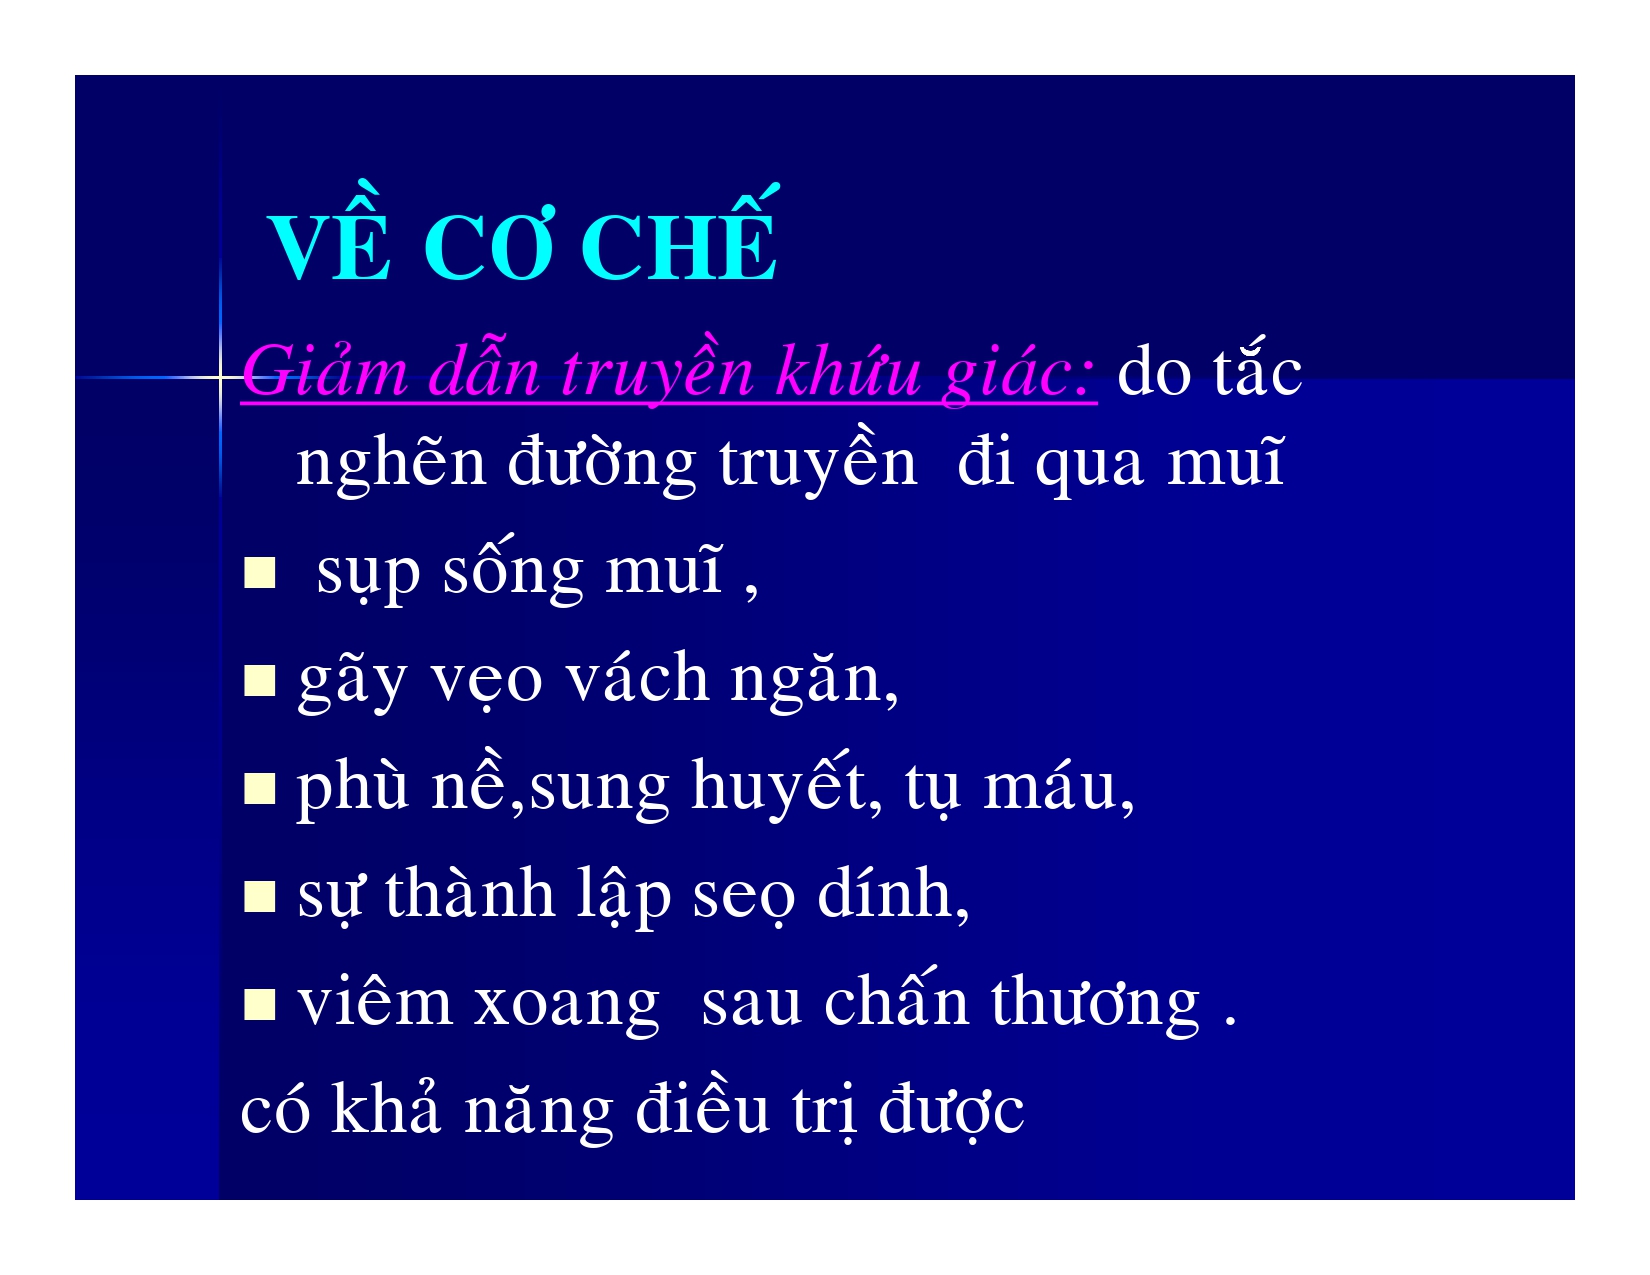 VỀ CƠ CHẾ
Giảm dẫn truyền khứu giác: do tắc
nghẽn đường truyền đi qua muĩ
sụp sống muĩ ,
gãy vẹo vách ngăn,
phù nề,sung huyết, tụ máu,
sự thành lập seọ dính,
viêm xoang sau chấn thương .
có khả năng điều trị được